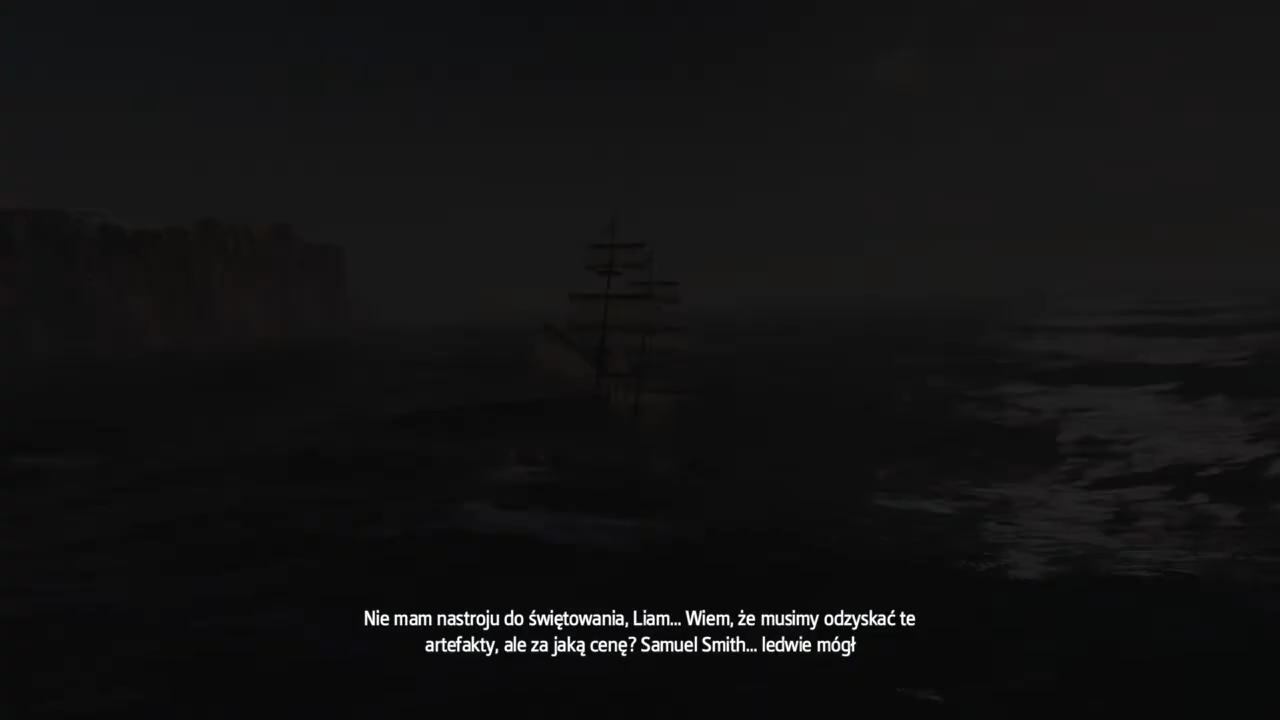 Nie mam nastroju do świętowania, Liam... Wiem, że musimy odzyskać te
artefakty, ale za jaką cenę? Samuel Smith... ledwie mógł